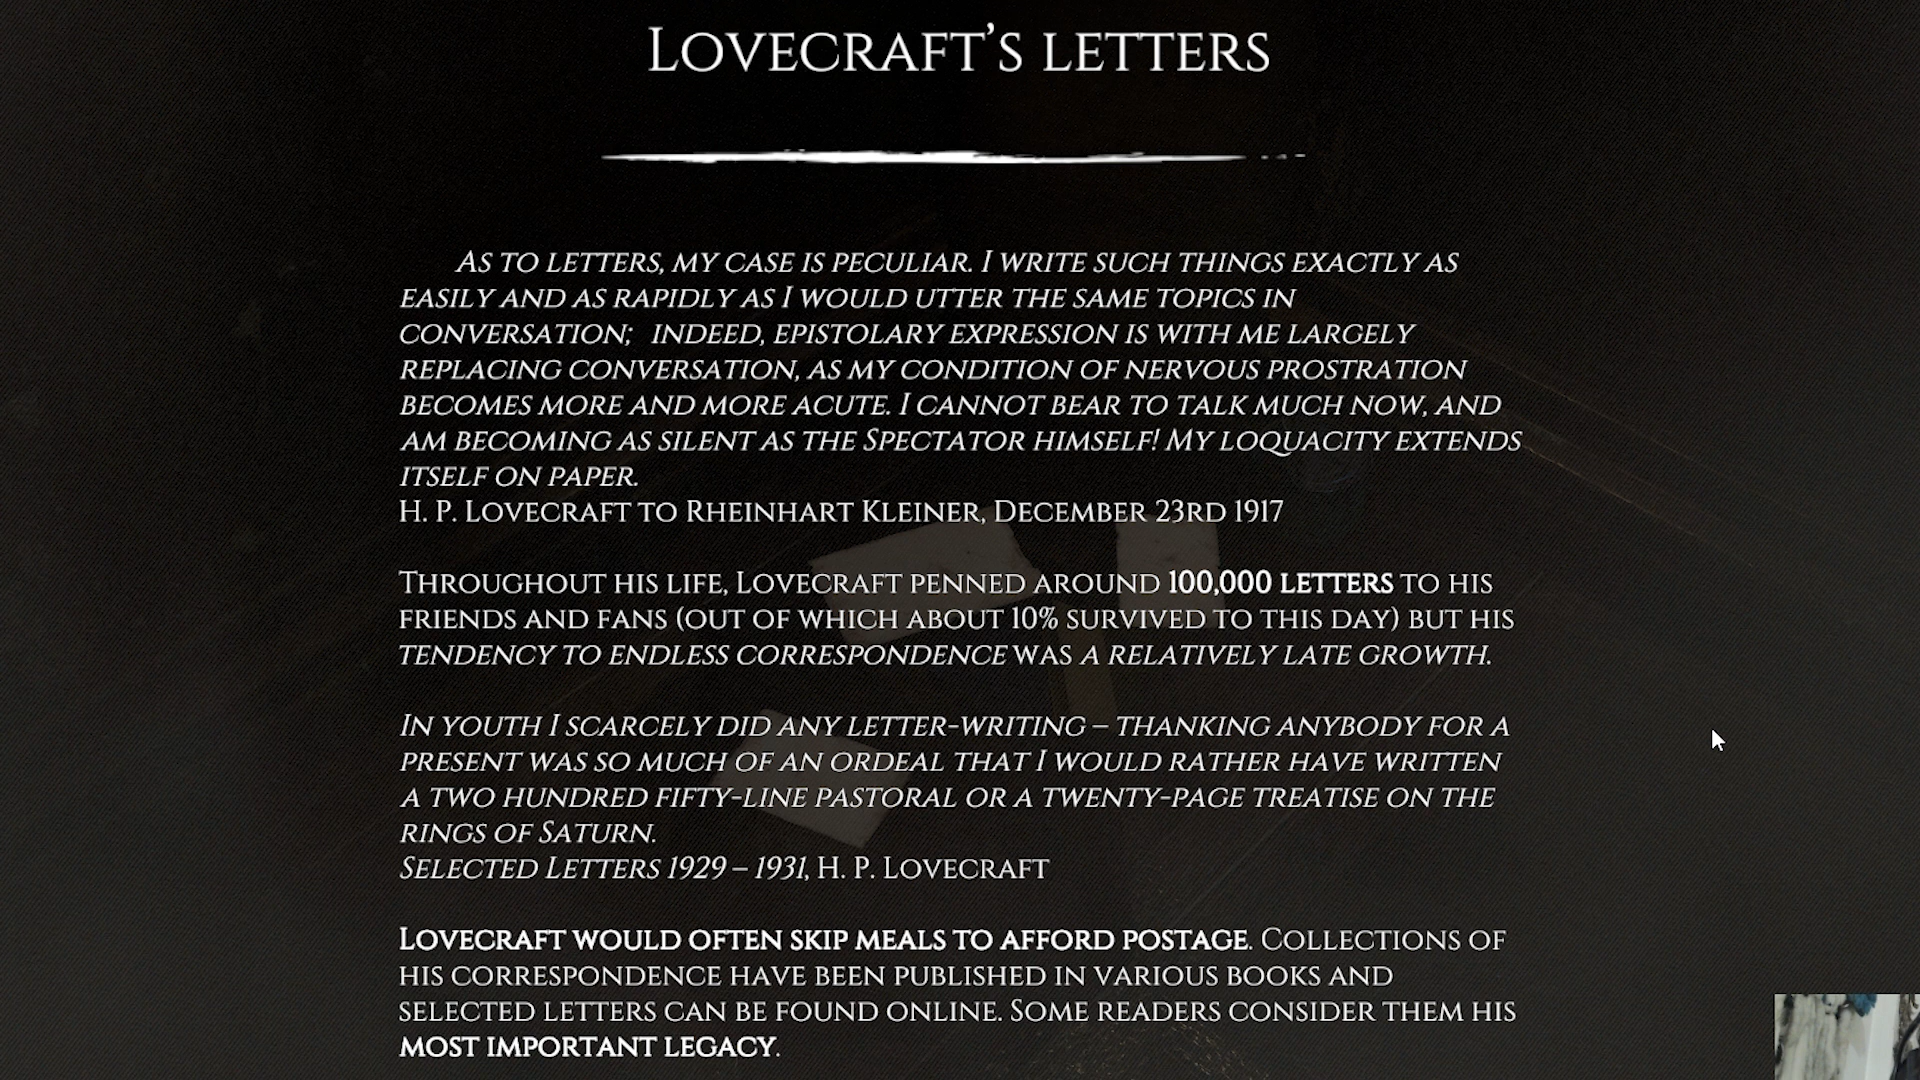 Lovecraft’s letters
As to letters, my case is peculiar. I write such things exactly as
easily and as rapidly as I would utter the same topics in
conversation; indeed, epistolary expression is with me largely
replacing conversation, as my condition of nervous prostration
becomes more and more acute. I cannot bear to talk much now, and
am becoming as silent as the Spectator himself! My loquacity extends
itself on paper.
H. P. Lovecraft to Rheinhart Kleiner, December 23rd 1917
Throughout his life, Lovecraft penned around 100,000 letters to his
friends and fans (out of which about 10% survived to this day) but his
tendency to endless correspondence was a relatively late growth.
In youth I scarcely did any letter-writing – thanking anybody for a
present was so much of an ordeal that I would rather have written
a two hundred fifty-line pastoral or a twenty-page treatise on the
rings of Saturn.
Selected Letters 1929 – 1931, H. P. Lovecraft
Lovecraft would often skip meals to afford postage. Collections of
his correspondence have been published in various books and
selected letters can be found online. Some readers consider them his
most important legacy.